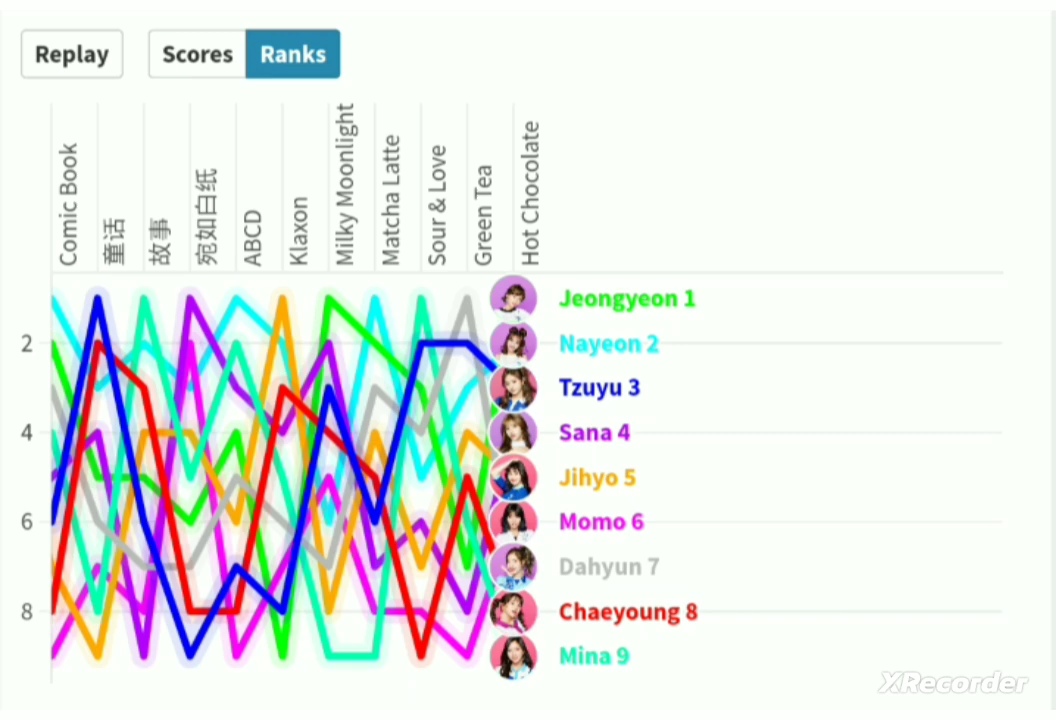 Replay
Scores
Ranks
Comic Book
童话
故事
宛如白纸
ABCD
Klaxon
Milky Moonlight
Matcha Latte
Sour & Love
Green Tea
Hot Chocolate
2
4
6
8
Jeongyeon 1
Nayeon 2
Tzuyu 3
Sana 4
Jihyo 5
Momo 6
Dahyun 7
Chaeyoung 8
Mina 9
XRecorder